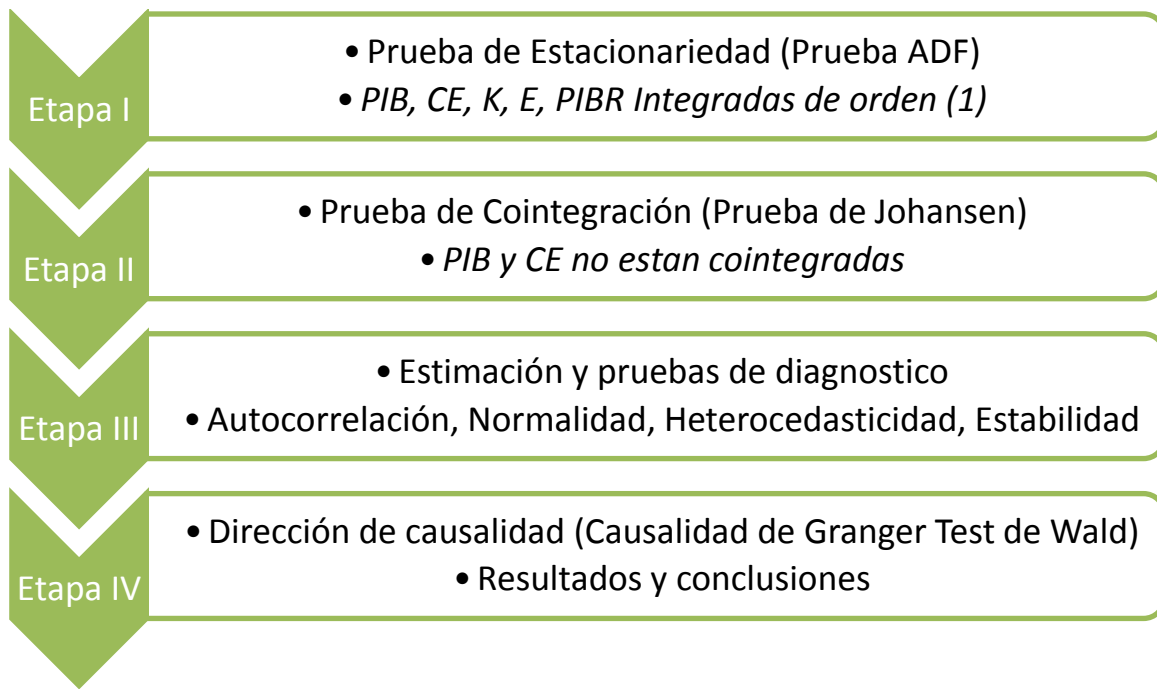 Etapa I
• Prueba de Estacionariedad (Prueba ADF)
• PIB, CE, K, E, PIBR Integradas de orden (1)
Etapa II
• Prueba de Cointegración (Prueba de Johansen)
• PIB y CE no estan cointegradas
Etapa III
• Estimación y pruebas de diagnostico
• Autocorrelación, Normalidad, Heterocedasticidad, Estabilidad
Etapa IV
• Dirección de causalidad (Causalidad de Granger Test de Wald)
• Resultados y conclusiones